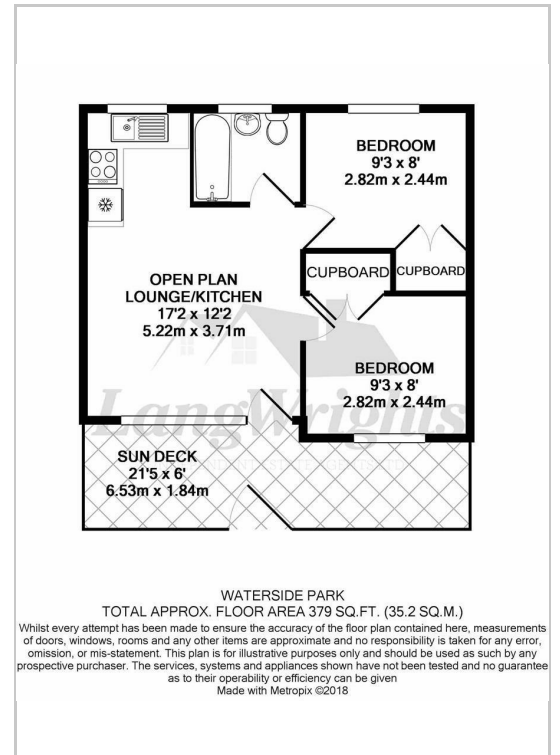 BEDROOM
9'3 x 8'
2.82m x 2.44m
CUPBOARD
CUPBOARD
OPEN PLAN
LOUNGE/KITCHEN
17'2 x 12'2
5.22m x 3.71m
BEDROOM
9'3 x 8'
2.82m x 2.44m
LangWrights
SUN DECK
21'5 x 6'
6.53m x 1.84m
WATERSIDE PARK
TOTAL APPROX. FLOOR AREA 379 SQ.FT. (35.2 SQ.M.)
Whilst every attempt has been made to ensure the accuracy of the floor plan contained here, measurements
of doors, windows, rooms and any other items are approximate and no responsibility is taken for any error,
omission, or mis-statement. This plan is for illustrative purposes only and should be used as such by any
prospective purchaser. The services, systems and appliances shown have not been tested and no guarantee
as to their operability or efficiency can be given
Made with Metropix ©2018